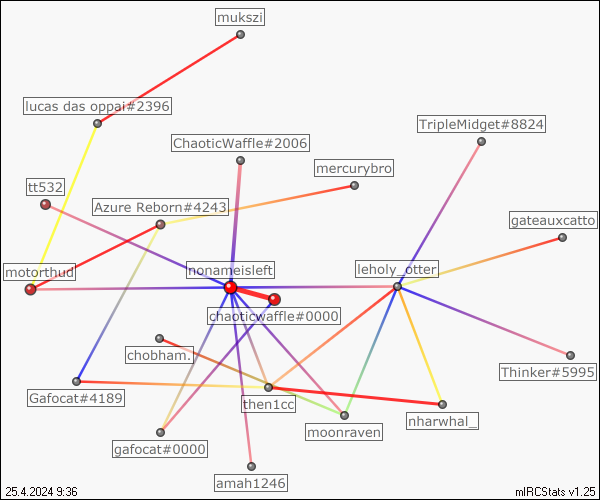 mukszi
lucas das oppai#2396
TripleMidget#8824
ChaoticWaffle#2006
mercurybro
tt532
Azure Reborn#4243
gateauxcatto
motorthud
nonameisleft
leholy_otter
chaoticwaffle#0000
chobham.
Thinker#5995
Gafocat#4189
then1cc
nharwhal_
moonraven
gafocat#0000
amah1246
25.4.2024 9:36
mIRCStats v1.25